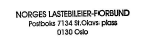 NORGES LASTEBILEIER-FORBUND
Postboks 7134 St.Olavs plass
0130 Oslo